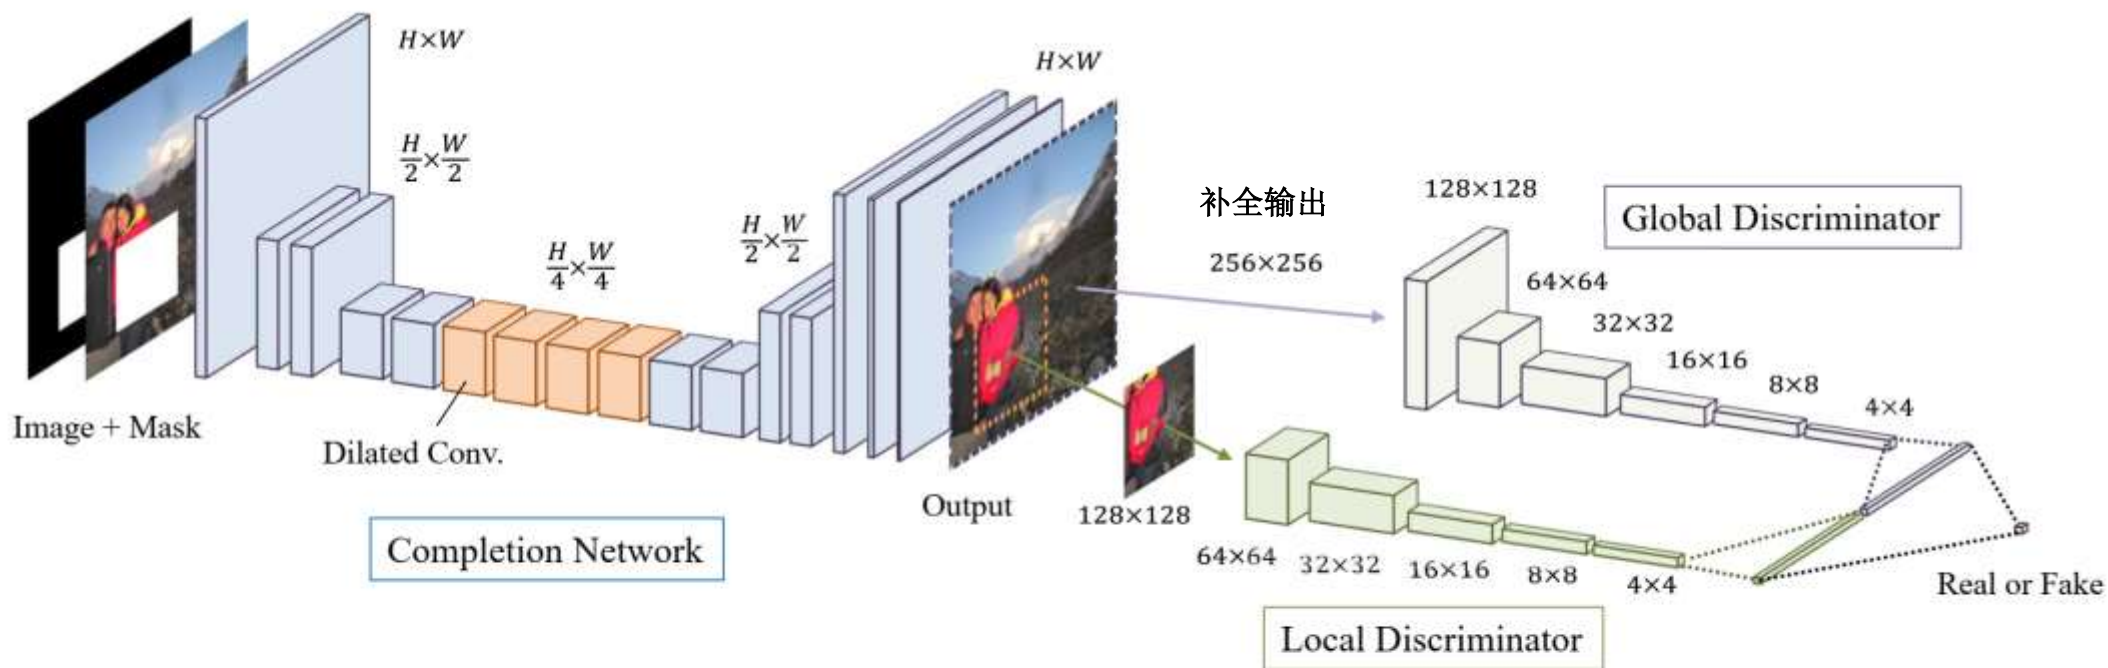 H×W
H/2×W/2
H/4×W/4
H/2×W/2
H×W
Image + Mask
Dilated Conv.
Completion Network
Output
补全输出
256×256
128×128
128×128
64×64
32×32
16×16
8×8
4×4
Global Discriminator
64×64
32×32
16×16
8×8
4×4
Local Discriminator
Real or Fake